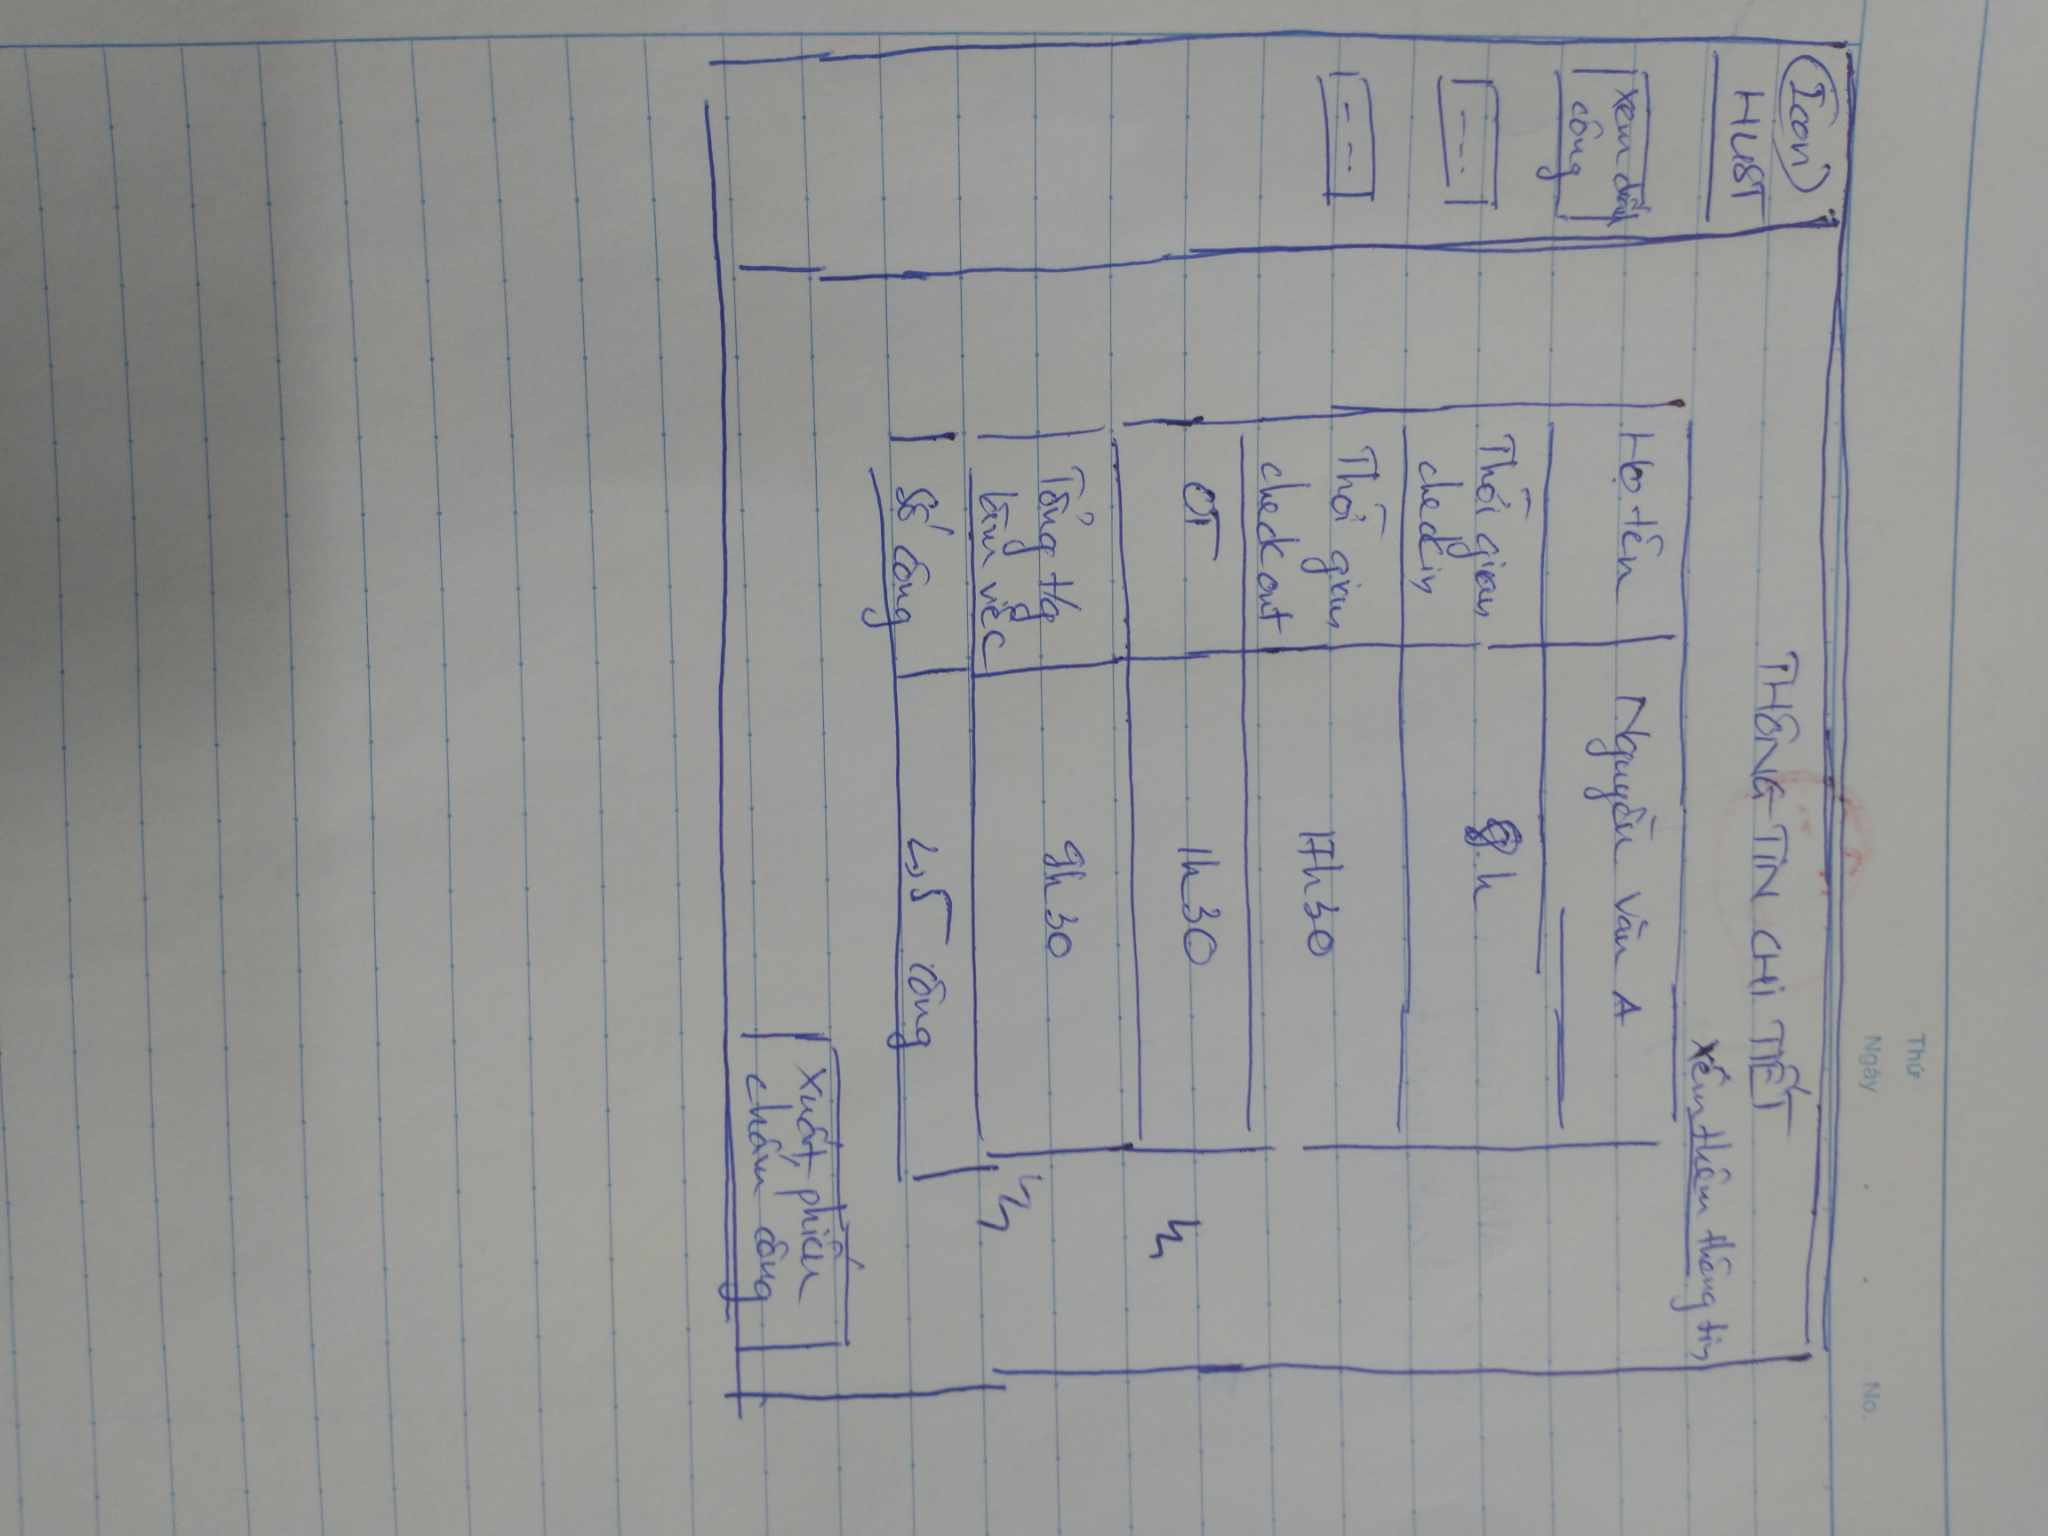 Thứ
Ngày . . No.
Icon
HUST
THÔNG TIN CHI TIẾT
Xem thêm thông tin
Xem
công
---
---
Họ tên Nguyễn Văn A
Thời gian 8h
checkin
Thời gian 17h30
check out
OT 1h30
Tổng t/g 9h30
làm việc
Số công 1,5 công
Xuất phiếu
chấm công